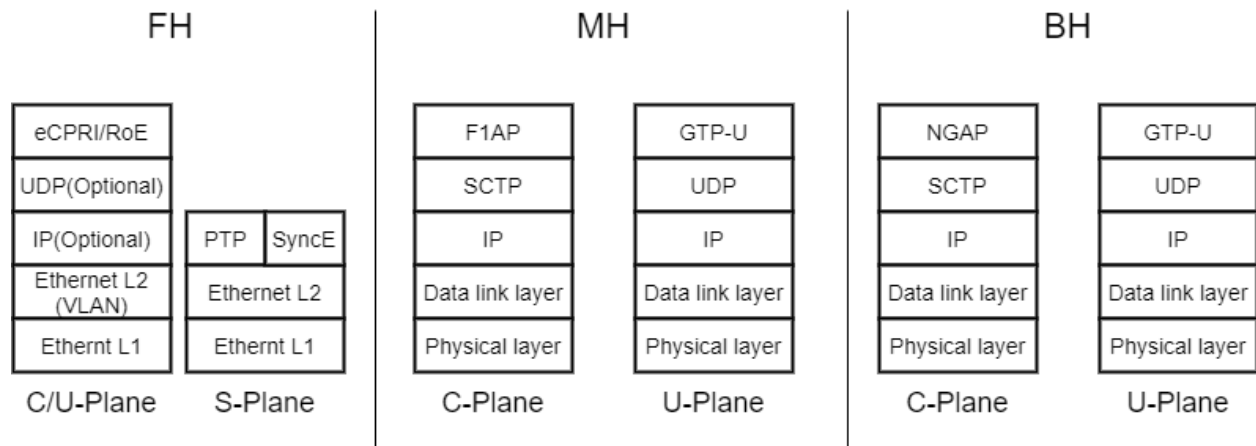 FH
eCPRI/RoE
UDP(Optional)
IP(Optional)
Ethernet L2
(VLAN)
Ethernt L1
C/U-Plane
PTP
SyncE
Ethernet L2
Ethernt L1
S-Plane
MH
F1AP
SCTP
IP
Data link layer
Physical layer
C-Plane
GTP-U
UDP
IP
Data link layer
Physical layer
U-Plane
BH
NGAP
SCTP
IP
Data link layer
Physical layer
C-Plane
GTP-U
UDP
IP
Data link layer
Physical layer
U-Plane